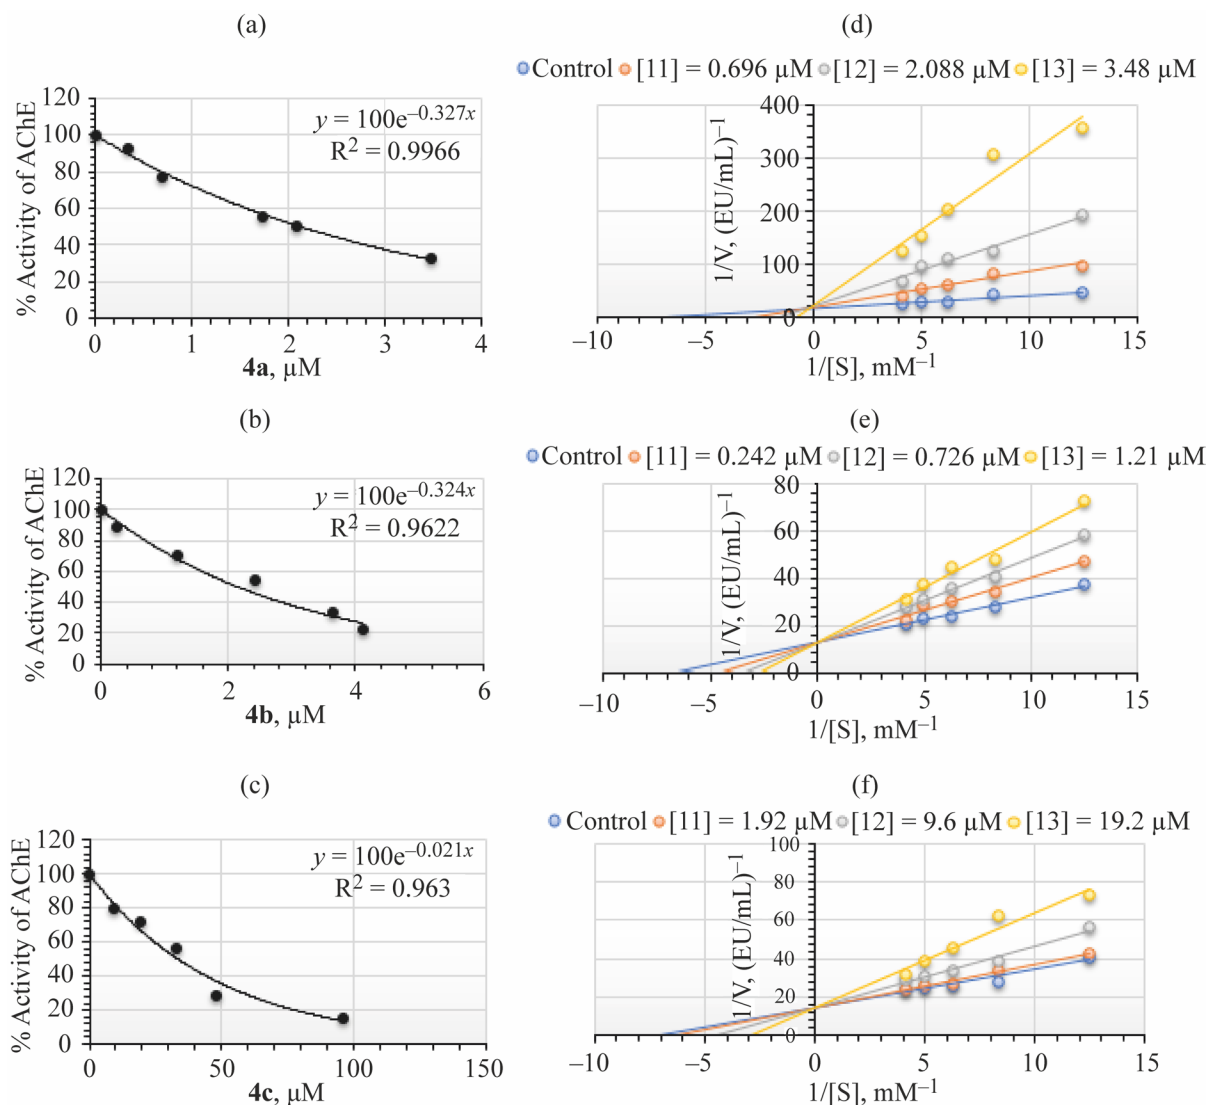 (a)
% Activity of AChE
120
100
80
60
40
20
0
y = 100e^–0.327x
R² = 0.9966
0 1 2 3 4
4a, µM
(d)
Control [11] = 0.696 µM [12] = 2.088 µM [13] = 3.48 µM
1/V, (EU/mL)^–1
400
300
200
100
0
–10 –5 0 5 10 15
1/[S], mM^–1
(b)
% Activity of AChE
120
100
80
60
40
20
0
y = 100e^–0.324x
R² = 0.9622
0 2 4 6
4b, µM
(e)
Control [11] = 0.242 µM [12] = 0.726 µM [13] = 1.21 µM
1/V, (EU/mL)^–1
80
60
40
20
0
–10 –5 0 5 10 15
1/[S], mM^–1
(c)
% Activity of AChE
120
100
80
60
40
20
0
y = 100e^–0.021x
R² = 0.963
0 50 100 150
4c, µM
(f)
Control [11] = 1.92 µM [12] = 9.6 µM [13] = 19.2 µM
1/V, (EU/mL)^–1
100
80
60
40
20
0
–10 –5 0 5 10 15
1/[S], mM^–1